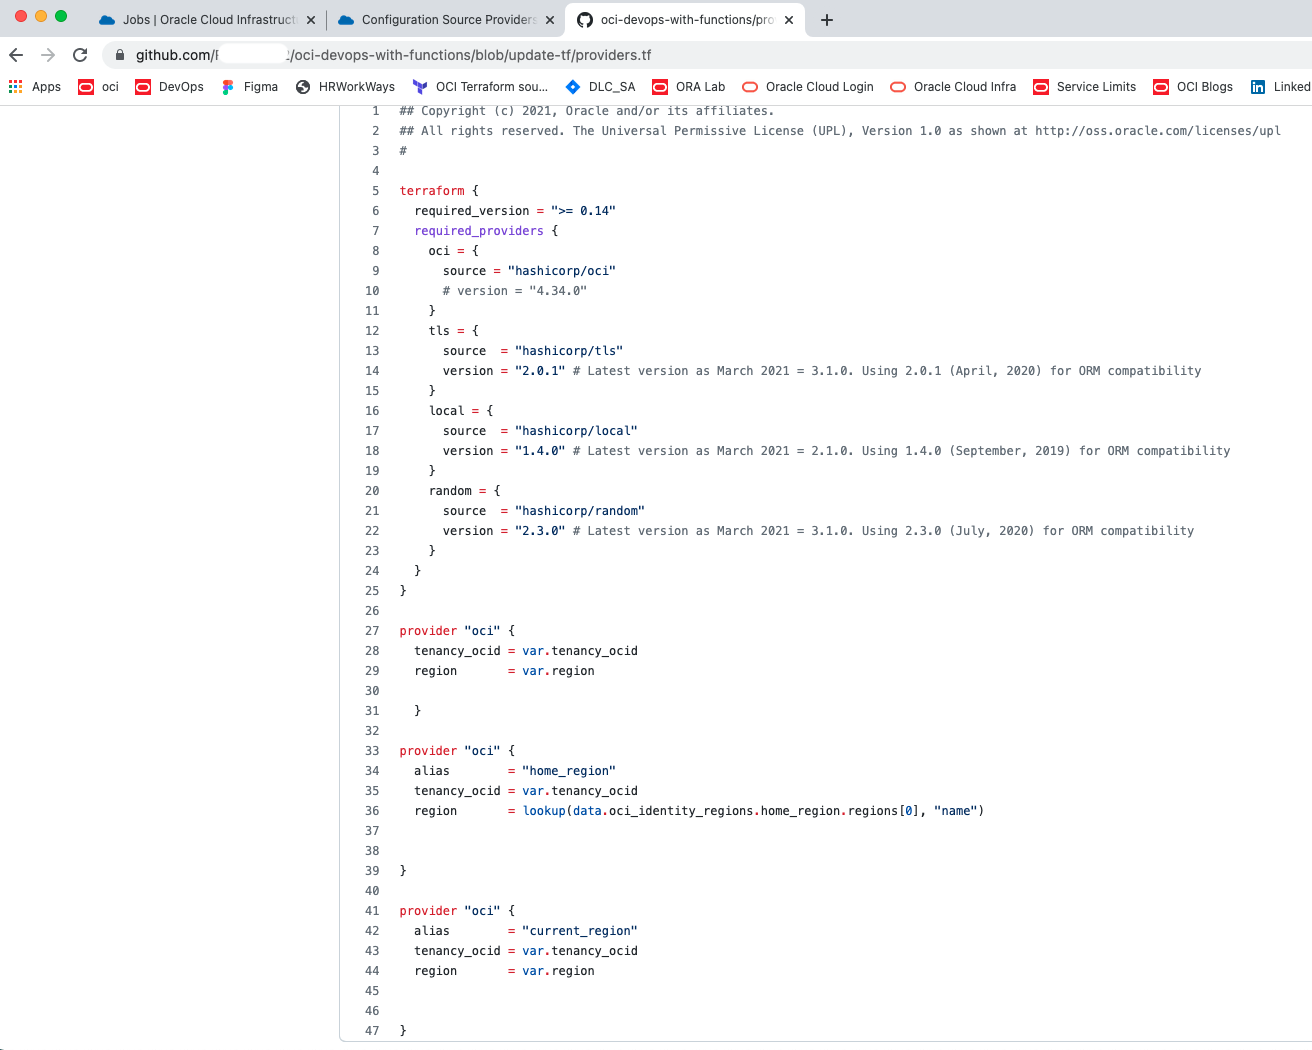 Jobs | Oracle Cloud Infrastruct
Configuration Source Providers
oci-devops-with-functions/pro
github.com/ /oci-devops-with-functions/blob/update-tf/providers.tf
Apps oci DevOps Figma HRWorkWays OCI Terraform sou... DLC_SA ORA Lab Oracle Cloud Login Oracle Cloud Infra Service Limits OCI Blogs Linked
1 ## Copyright (c) 2021, Oracle and/or its affiliates.
2 ## All rights reserved. The Universal Permissive License (UPL), Version 1.0 as shown at http://oss.oracle.com/licenses/upl
3 #
4
5 terraform {
6   required_version = ">= 0.14"
7   required_providers {
8     oci = {
9       source = "hashicorp/oci"
10       # version = "4.34.0"
11     }
12     tls = {
13       source  = "hashicorp/tls"
14       version = "2.0.1" # Latest version as March 2021 = 3.1.0. Using 2.0.1 (April, 2020) for ORM compatibility
15     }
16     local = {
17       source  = "hashicorp/local"
18       version = "1.4.0" # Latest version as March 2021 = 2.1.0. Using 1.4.0 (September, 2019) for ORM compatibility
19     }
20     random = {
21       source  = "hashicorp/random"
22       version = "2.3.0" # Latest version as March 2021 = 3.1.0. Using 2.3.0 (July, 2020) for ORM compatibility
23     }
24   }
25 }
26
27 provider "oci" {
28   tenancy_ocid = var.tenancy_ocid
29   region       = var.region
30
31   }
32
33 provider "oci" {
34   alias        = "home_region"
35   tenancy_ocid = var.tenancy_ocid
36   region       = lookup(data.oci_identity_regions.home_region.regions[0], "name")
37
38
39 }
40
41 provider "oci" {
42   alias        = "current_region"
43   tenancy_ocid = var.tenancy_ocid
44   region       = var.region
45
46
47 }